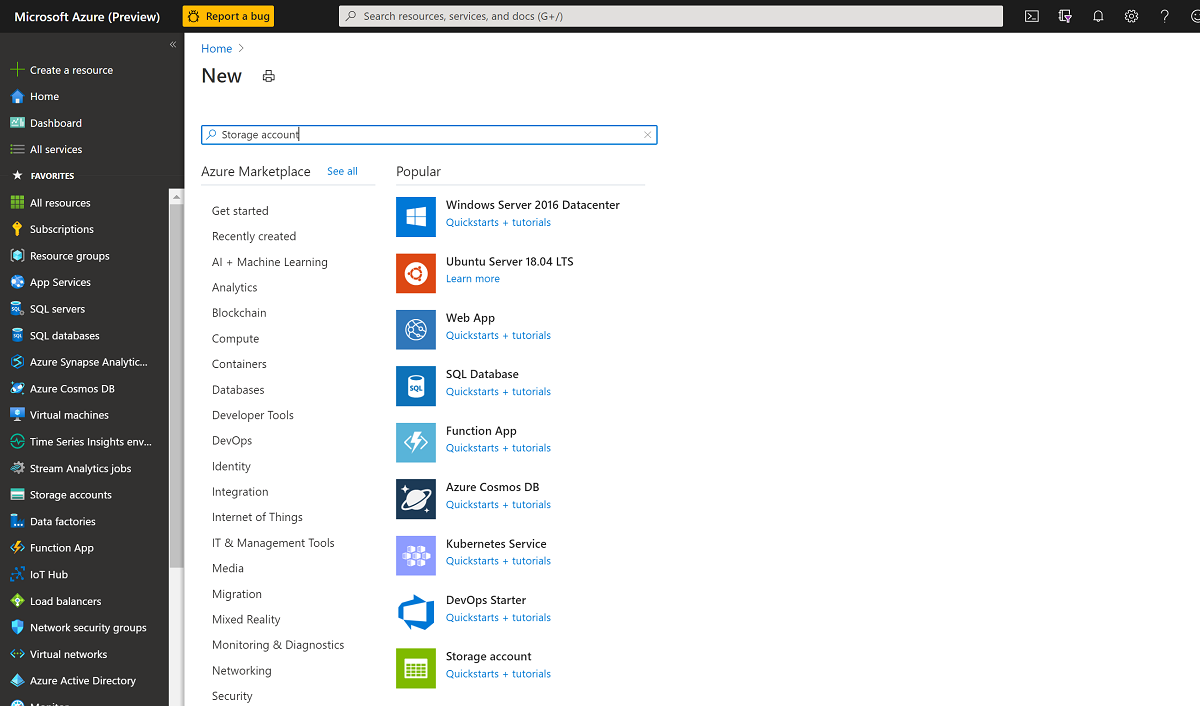 Microsoft Azure (Preview)
Report a bug
Search resources, services, and docs (G+/)
Create a resource
Home
Dashboard
All services
FAVORITES
All resources
Subscriptions
Resource groups
App Services
SQL servers
SQL databases
Azure Synapse Analytic...
Azure Cosmos DB
Virtual machines
Time Series Insights env...
Stream Analytics jobs
Storage accounts
Data factories
Function App
IoT Hub
Load balancers
Network security groups
Virtual networks
Azure Active Directory
Monitor
Home
New
Storage account
Azure Marketplace
See all
Get started
Recently created
AI + Machine Learning
Analytics
Blockchain
Compute
Containers
Databases
Developer Tools
DevOps
Identity
Integration
Internet of Things
IT & Management Tools
Media
Migration
Mixed Reality
Monitoring & Diagnostics
Networking
Security
Popular
Windows Server 2016 Datacenter
Quickstarts + tutorials
Ubuntu Server 18.04 LTS
Learn more
Web App
Quickstarts + tutorials
SQL Database
Quickstarts + tutorials
SQL
Function App
Quickstarts + tutorials
Azure Cosmos DB
Quickstarts + tutorials
Kubernetes Service
Quickstarts + tutorials
DevOps Starter
Quickstarts + tutorials
Storage account
Quickstarts + tutorials